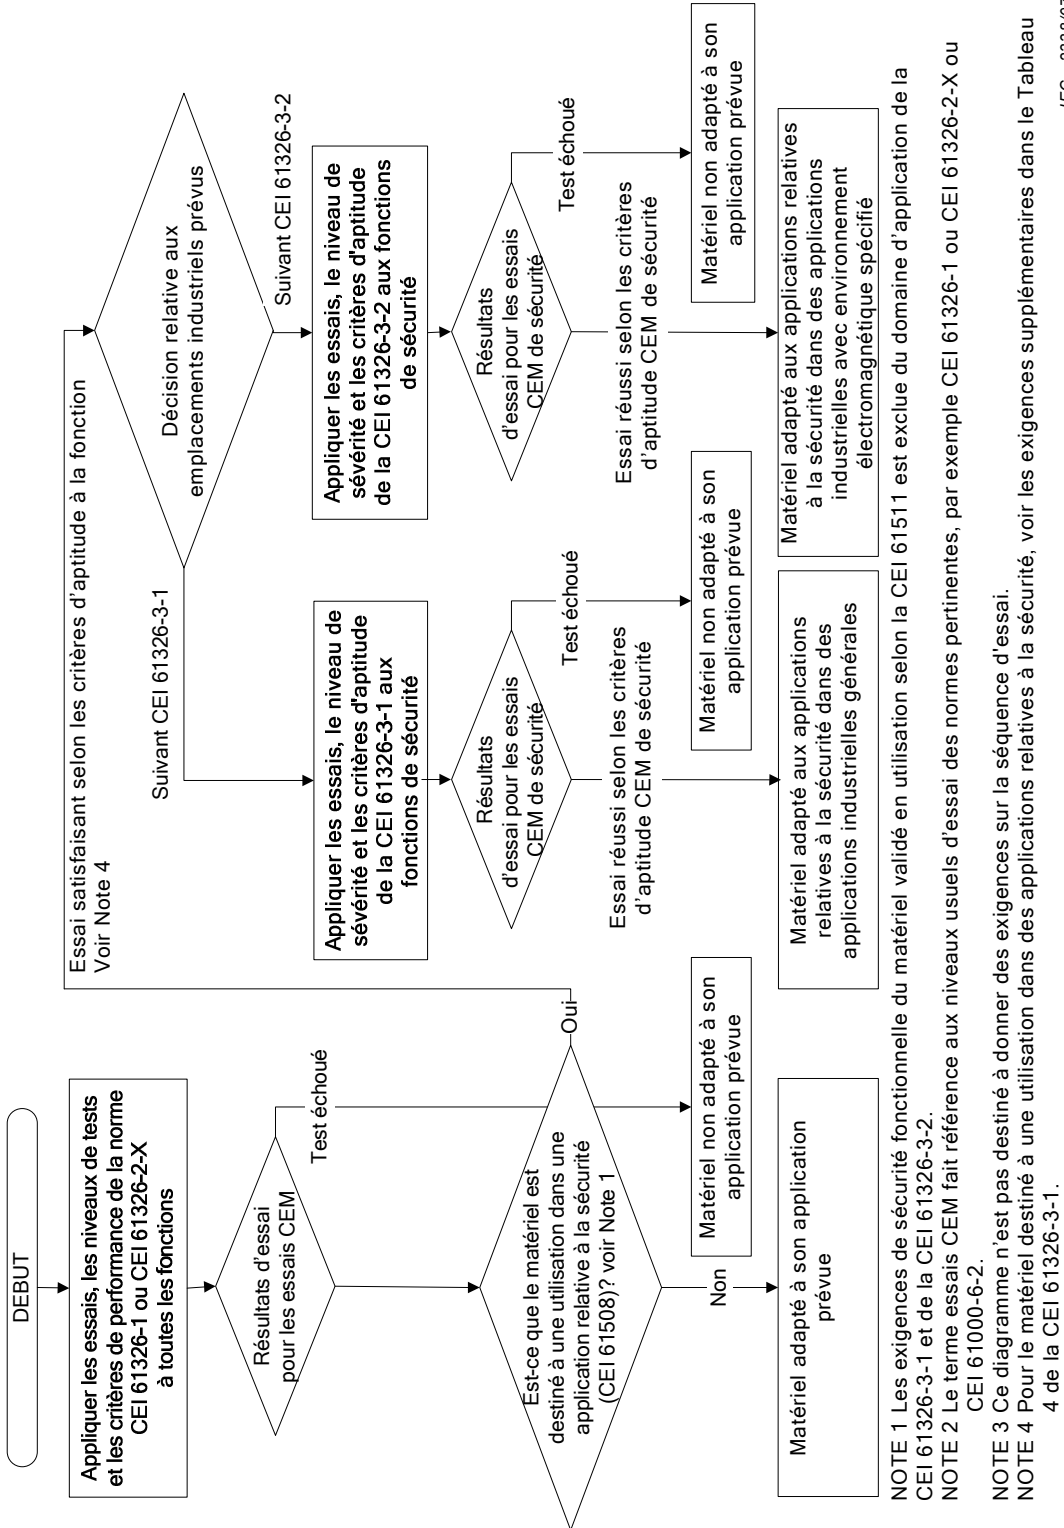 DEBUT
Appliquer les essais, les niveaux de tests
et les critères de performance de la norme
CEI 61326-1 ou CEI 61326-2-X
à toutes les fonctions
Résultats d'essai
pour les essais CEM
Test échoué
Est-ce que le matériel est
destiné à une utilisation dans une
application relative à la sécurité
(CEI 61508)? voir Note 1
Oui
Non
Matériel non adapté à son
application prévue
Matériel adapté à son application
prévue
Essai satisfaisant selon les critères d'aptitude à la fonction
Voir Note 4
Décision relative aux
emplacements industriels prévus
Suivant CEI 61326-3-1
Suivant CEI 61326-3-2
Appliquer les essais, le niveau de
sévérité et les critères d'aptitude
de la CEI 61326-3-1 aux
fonctions de sécurité
Résultats
d'essai pour les essais
CEM de sécurité
Test échoué
Essai réussi selon les critères
d'aptitude CEM de sécurité
Matériel non adapté à son
application prévue
Matériel adapté aux applications
relatives à la sécurité dans des
applications industrielles générales
Appliquer les essais, le niveau de
sévérité et les critères d'aptitude
de la CEI 61326-3-2 aux fonctions
de sécurité
Résultats
d'essai pour les essais
CEM de sécurité
Test échoué
Essai réussi selon les critères
d'aptitude CEM de sécurité
Matériel non adapté à son
application prévue
Matériel adapté aux applications relatives
à la sécurité dans des applications
industrielles avec environnement
électromagnétique spécifié
NOTE 1 Les exigences de sécurité fonctionnelle du matériel validé en utilisation selon la CEI 61511 est exclue du domaine d'application de la
CEI 61326-3-1 et de la CEI 61326-3-2.
NOTE 2 Le terme essais CEM fait référence aux niveaux usuels d'essai des normes pertinentes, par exemple CEI 61326-1 ou CEI 61326-2-X ou
CEI 61000-6-2.
NOTE 3 Ce diagramme n'est pas destiné à donner des exigences sur la séquence d'essai.
NOTE 4 Pour le matériel destiné à une utilisation dans des applications relatives à la sécurité, voir les exigences supplémentaires dans le Tableau
4 de la CEI 61326-3-1.